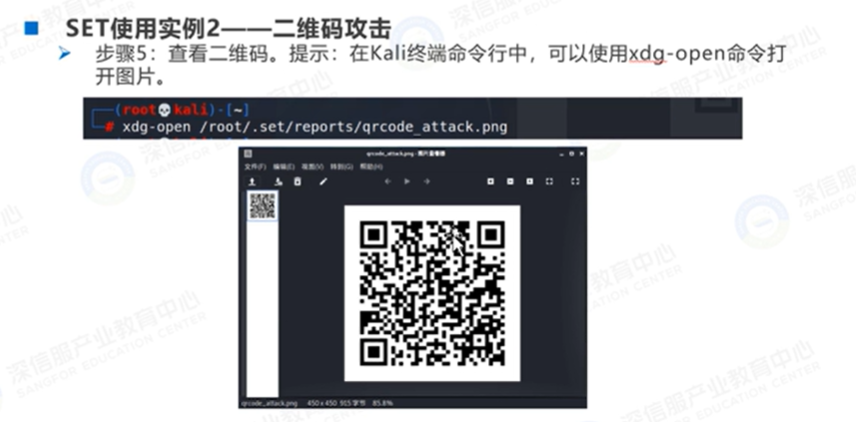 SET使用实例2——二维码攻击
步骤5：查看二维码。提示：在Kali终端命令行中，可以使用xdg-open命令打
开图片。
(root kali)-[~]
# xdg-open /root/.set/reports/qrcode_attack.png
qrcode_attack.png - 图片查看器
文件(F) 编辑(E) 视图(V) 转到(G) 帮助(H)
qrcode_attack.png 450 x 450 915 字节 85.8%
深信服产业教育中心
SANGFOR EDUCATION CENTER